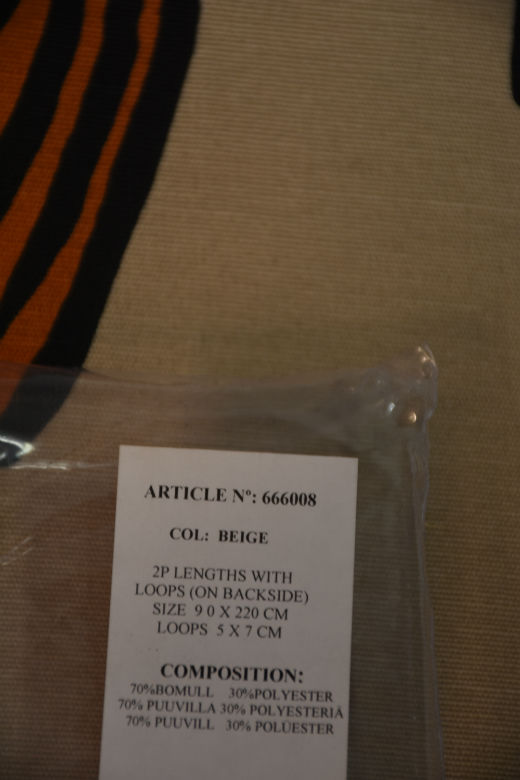 ARTICLE Nº: 666008
COL: BEIGE
2P LENGTHS WITH
LOOPS (ON BACKSIDE)
SIZE 9 0 X 220 CM
LOOPS 5 X 7 CM
COMPOSITION:
70%BOMULL 30%POLYESTER
70% PUUVILLA 30% POLYESTERIÄ
70% PUUVILL 30% POLÜESTER